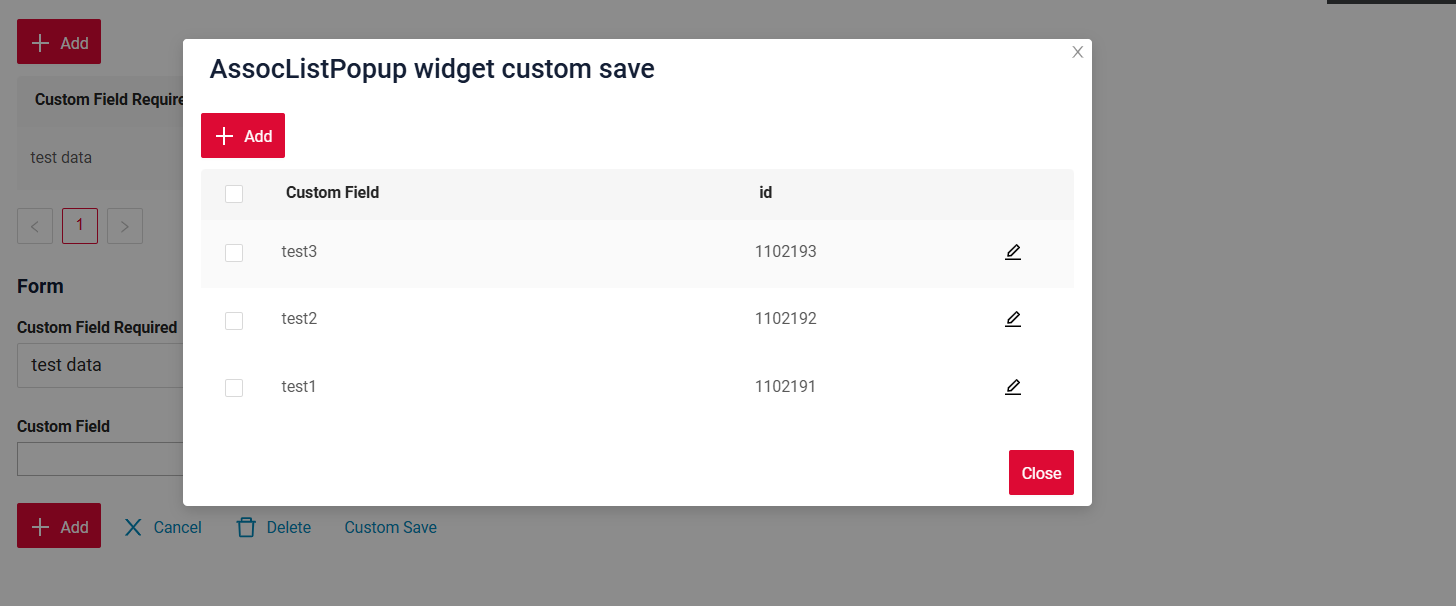 Add
Custom Field Require
test data
1
Form
Custom Field Required
test data
Custom Field
Add Cancel Delete Custom Save
AssocListPopup widget custom save
Add
Custom Field id
test3 1102193
test2 1102192
test1 1102191
Close